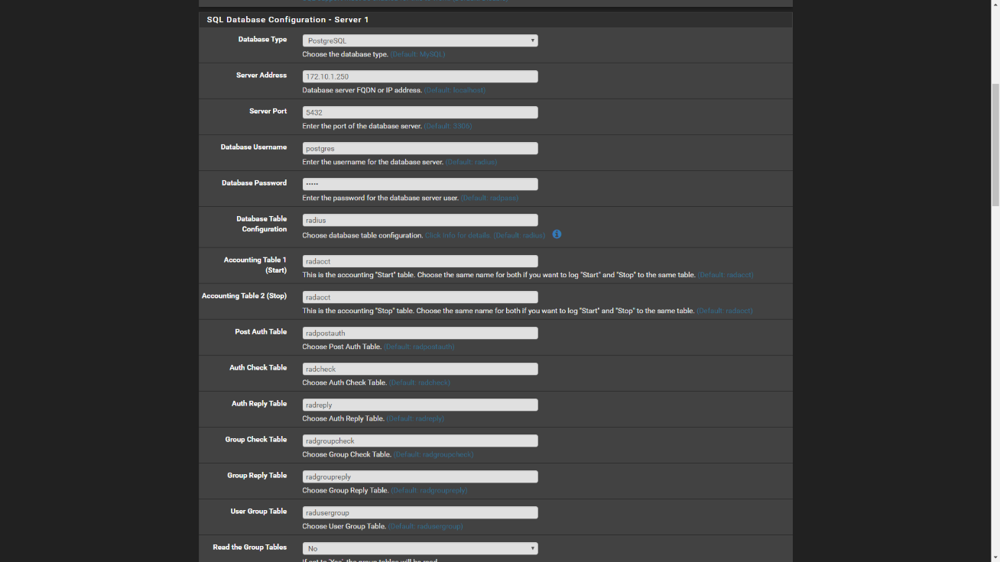 SQL Database Configuration - Server 1
Database Type
PostgreSQL
Choose the database type. (Default: MySQL)
Server Address
172.10.1.250
Database server FQDN or IP address. (Default: localhost)
Server Port
5432
Enter the port of the database server. (Default: 3306)
Database Username
postgres
Enter the username for the database server. (Default: radius)
Database Password
•••••
Enter the password for the database server user. (Default: radpass)
Database Table
Configuration
radius
Choose database table configuration. Click Info for details. (Default: radius)
Accounting Table 1
(Start)
radacct
This is the accounting "Start" table. Choose the same name for both if you want to log "Start" and "Stop" to the same table. (Default: radacct)
Accounting Table 2 (Stop)
radacct
This is the accounting "Stop" table. Choose the same name for both if you want to log "Start" and "Stop" to the same table. (Default: radacct)
Post Auth Table
radpostauth
Choose Post Auth Table. (Default: radpostauth)
Auth Check Table
radcheck
Choose Auth Check Table. (Default: radcheck)
Auth Reply Table
radreply
Choose Auth Reply Table. (Default: radreply)
Group Check Table
radgroupcheck
Choose Group Check Table. (Default: radgroupcheck)
Group Reply Table
radgroupreply
Choose Group Reply Table. (Default: radgroupreply)
User Group Table
radusergroup
Choose User Group Table. (Default: radusergroup)
Read the Group Tables
No
If set to 'Yes', the group tables will be read.